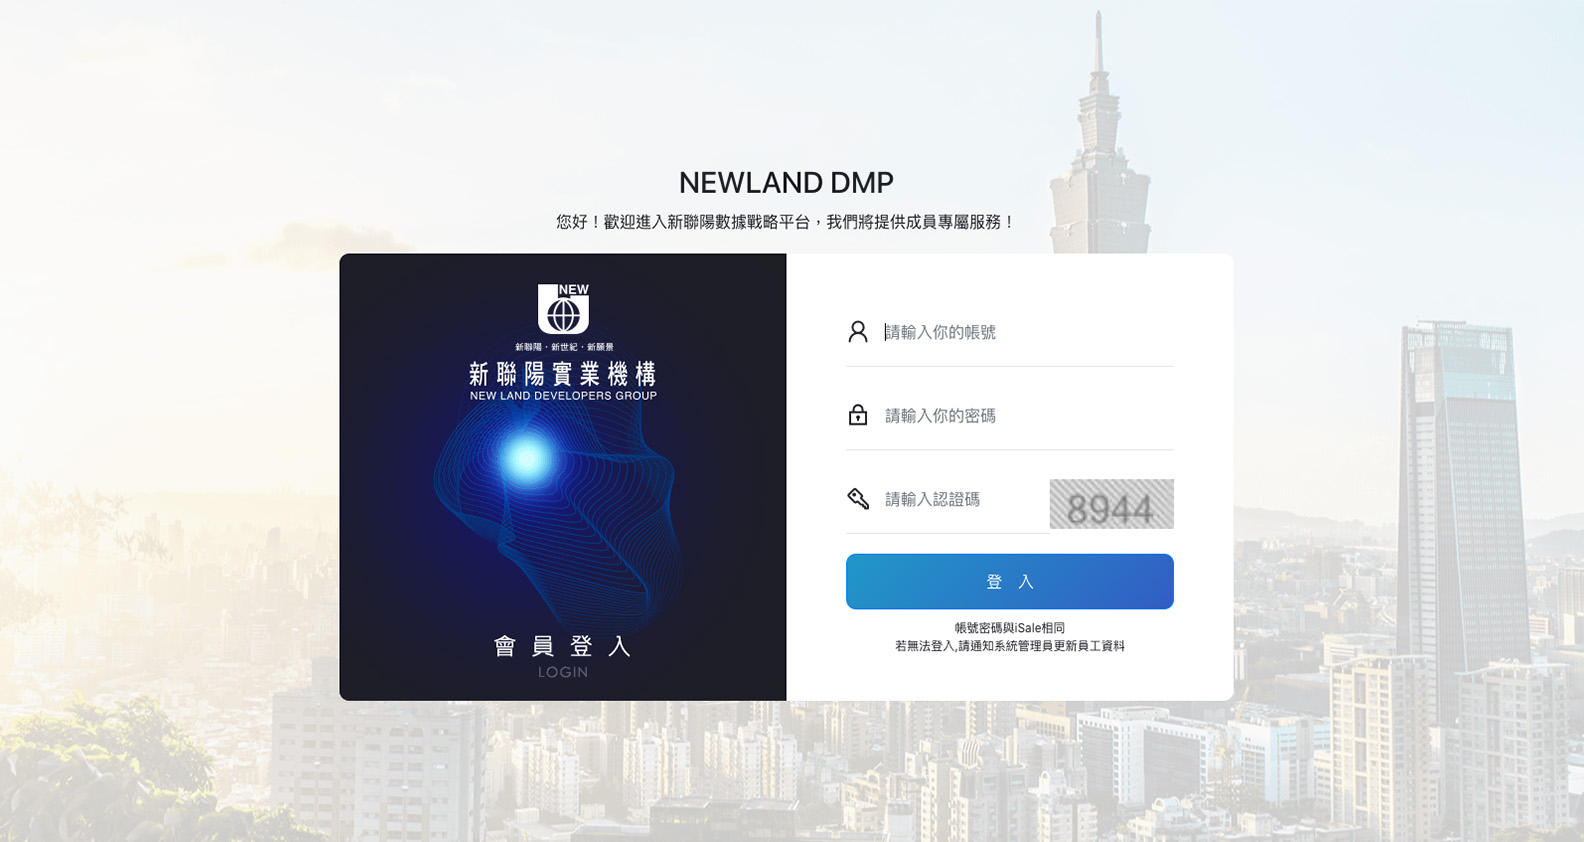 NEWLAND DMP
您好！歡迎進入新聯陽數據戰略平台，我們將提供成員專屬服務！
NEW
新聯陽・新世紀・新願景
新聯陽實業機構
NEW LAND DEVELOPERS GROUP
會員登入
LOGIN
請輸入你的帳號
請輸入你的密碼
請輸入認證碼
8944
登 入
帳號密碼與iSale相同
若無法登入,請通知系統管理員更新員工資料